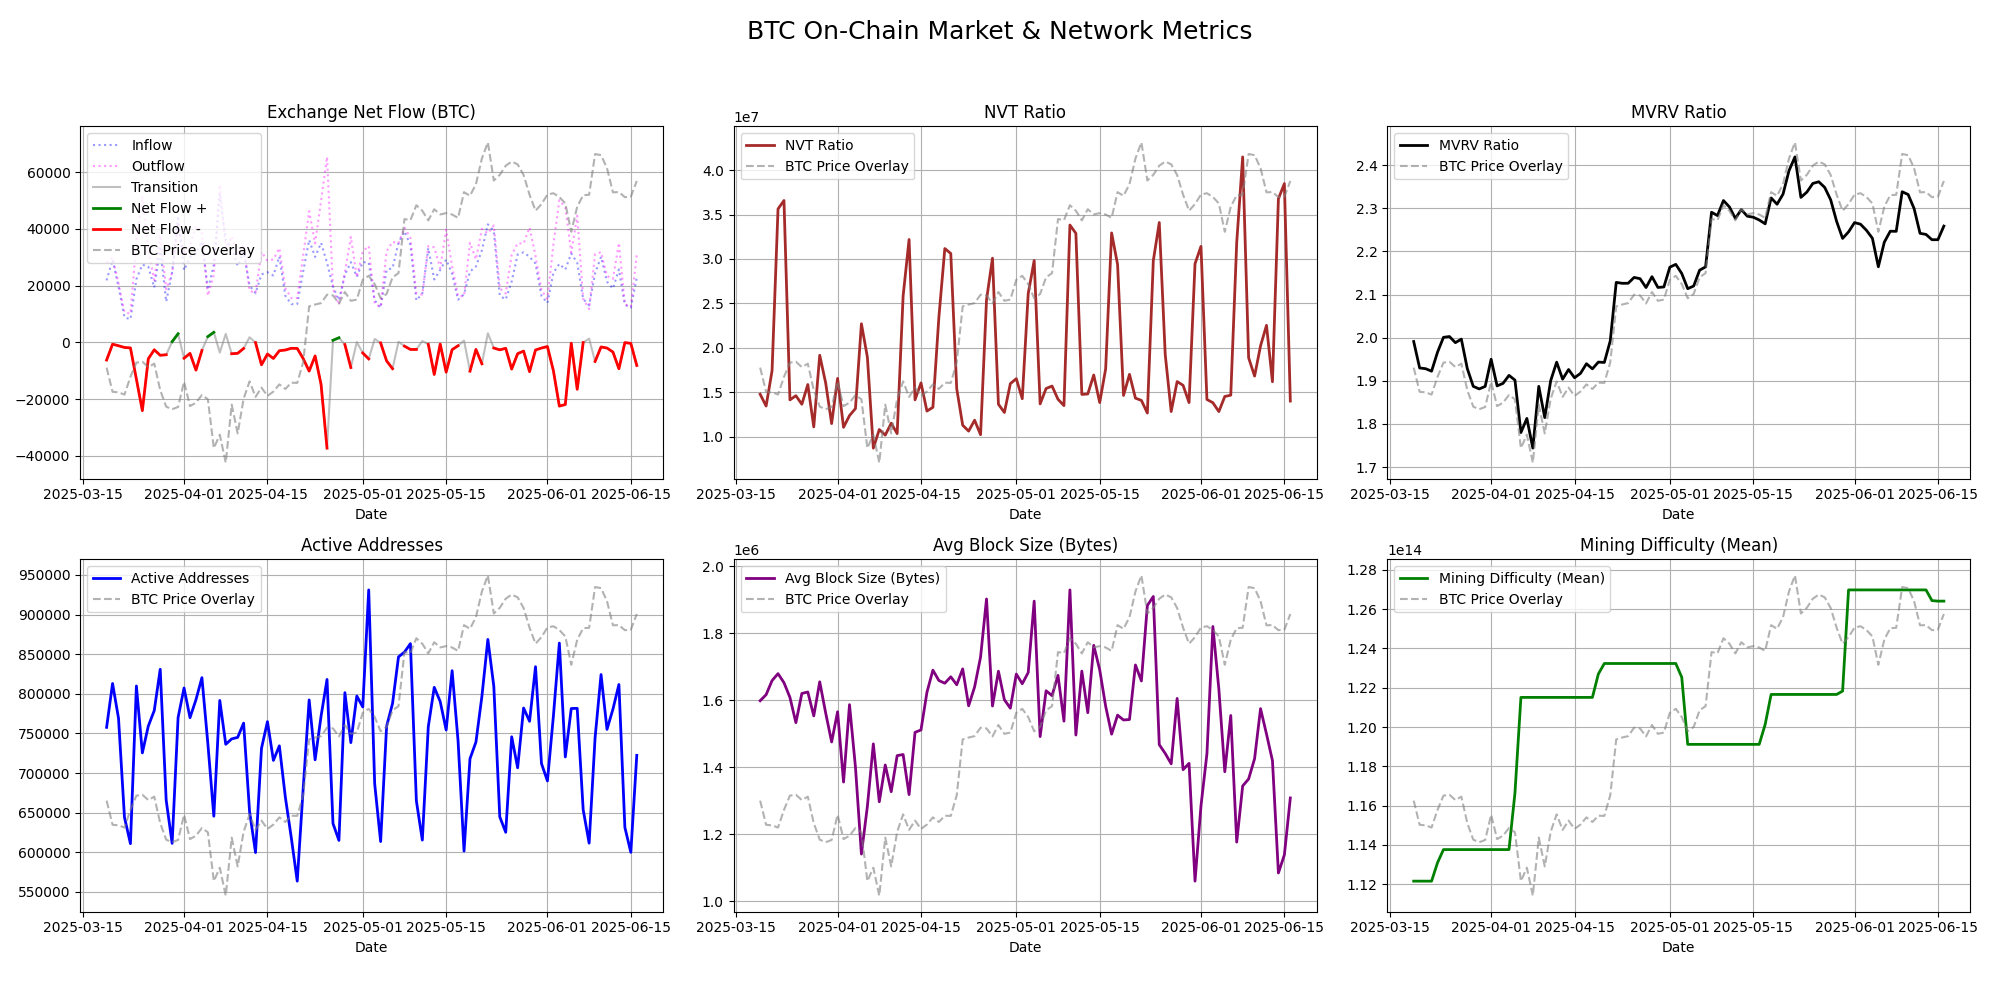 BTC On-Chain Market & Network Metrics
Exchange Net Flow (BTC)
Inflow
Outflow
Transition
Net Flow +
Net Flow -
BTC Price Overlay
60000
40000
20000
0
−20000
−40000
2025-03-15 2025-04-01 2025-04-15 2025-05-01 2025-05-15 2025-06-01 2025-06-15
Date
NVT Ratio
1e7
NVT Ratio
BTC Price Overlay
4.0
3.5
3.0
2.5
2.0
1.5
1.0
2025-03-15 2025-04-01 2025-04-15 2025-05-01 2025-05-15 2025-06-01 2025-06-15
Date
MVRV Ratio
MVRV Ratio
BTC Price Overlay
2.4
2.3
2.2
2.1
2.0
1.9
1.8
1.7
2025-03-15 2025-04-01 2025-04-15 2025-05-01 2025-05-15 2025-06-01 2025-06-15
Date
Active Addresses
Active Addresses
BTC Price Overlay
950000
900000
850000
800000
750000
700000
650000
600000
550000
2025-03-15 2025-04-01 2025-04-15 2025-05-01 2025-05-15 2025-06-01 2025-06-15
Date
Avg Block Size (Bytes)
1e6
Avg Block Size (Bytes)
BTC Price Overlay
2.0
1.8
1.6
1.4
1.2
1.0
2025-03-15 2025-04-01 2025-04-15 2025-05-01 2025-05-15 2025-06-01 2025-06-15
Date
Mining Difficulty (Mean)
1e14
Mining Difficulty (Mean)
BTC Price Overlay
1.28
1.26
1.24
1.22
1.20
1.18
1.16
1.14
1.12
2025-03-15 2025-04-01 2025-04-15 2025-05-01 2025-05-15 2025-06-01 2025-06-15
Date